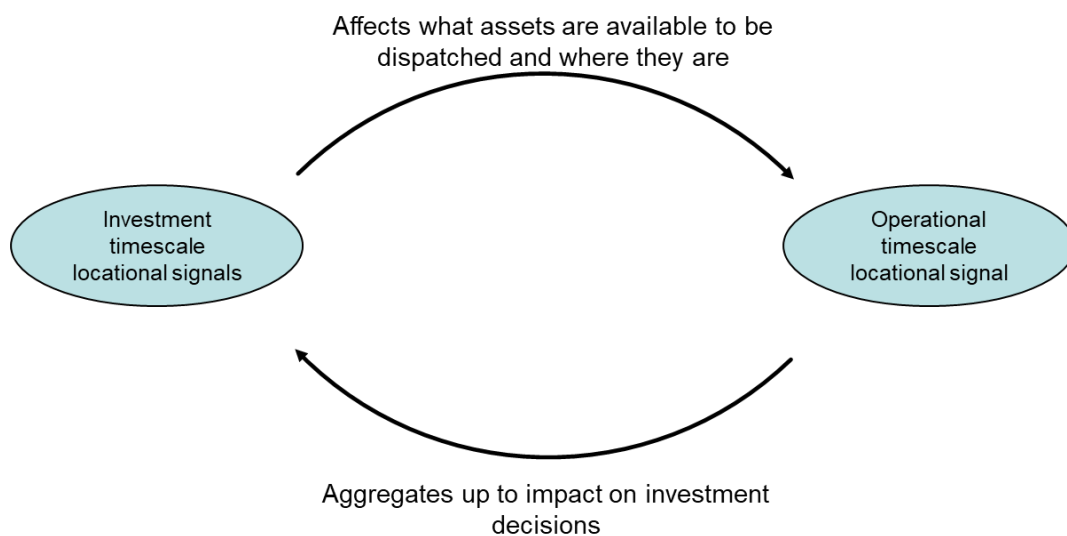 Affects what assets are available to be
dispatched and where they are
Investment
timescale
locational signals
Operational
timescale
locational signal
Aggregates up to impact on investment
decisions